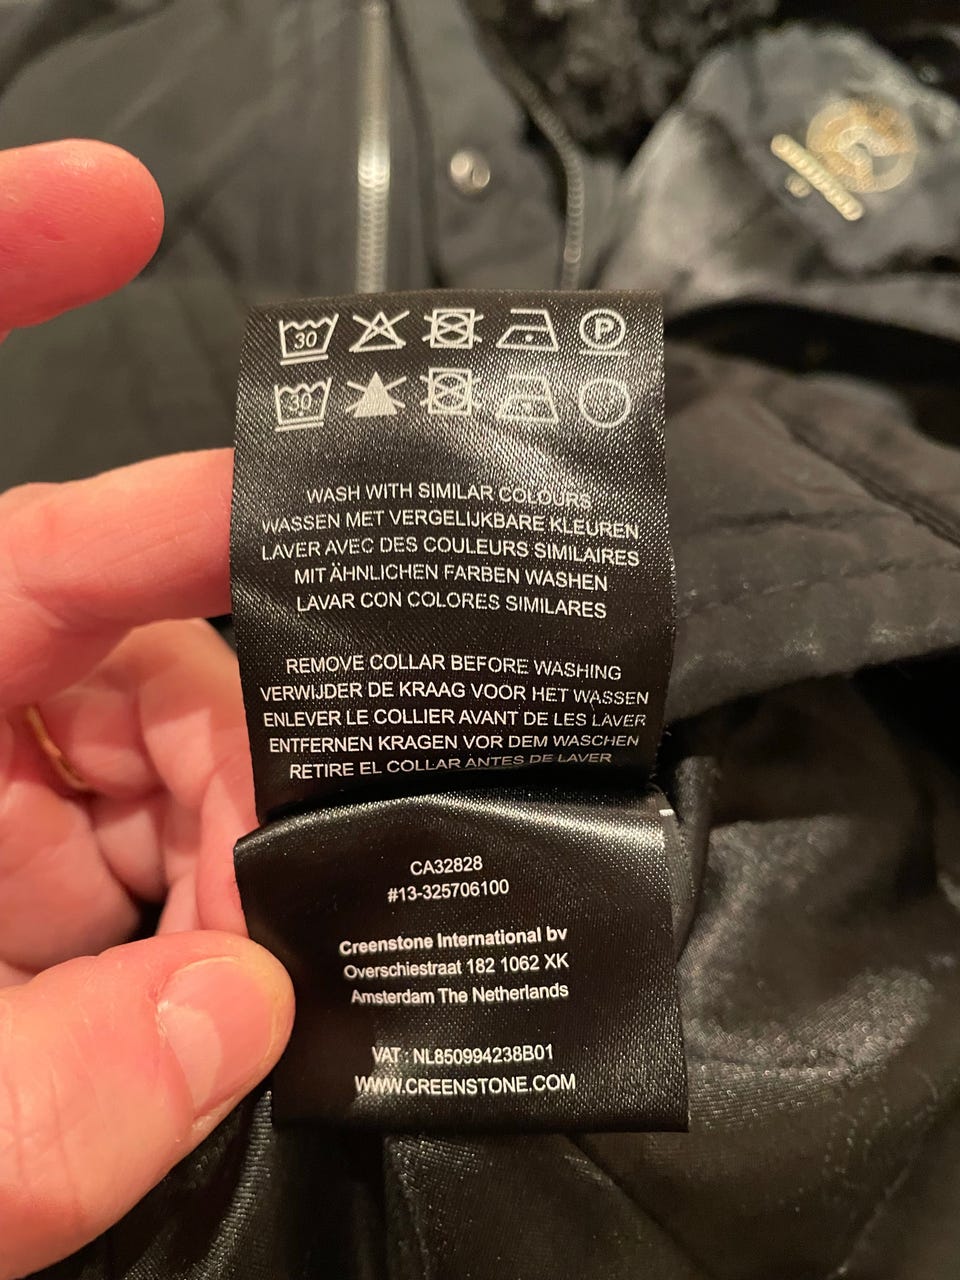 30 P
30
WASH WITH SIMILAR COLOURS
WASSEN MET VERGELIJKBARE KLEUREN
LAVER AVEC DES COULEURS SIMILAIRES
MIT ÄHNLICHEN FARBEN WASHEN
LAVAR CON COLORES SIMILARES
REMOVE COLLAR BEFORE WASHING
VERWIJDER DE KRAAG VOOR HET WASSEN
ENLEVER LE COLLIER AVANT DE LES LAVER
ENTFERNEN KRAGEN VOR DEM WASCHEN
RETIRE EL COLLAR ANTES DE LAVER
CA32828
#13-325706100
Creenstone International bv
Overschiestraat 182 1062 XK
Amsterdam The Netherlands
VAT : NL850994238B01
WWW.CREENSTONE.COM